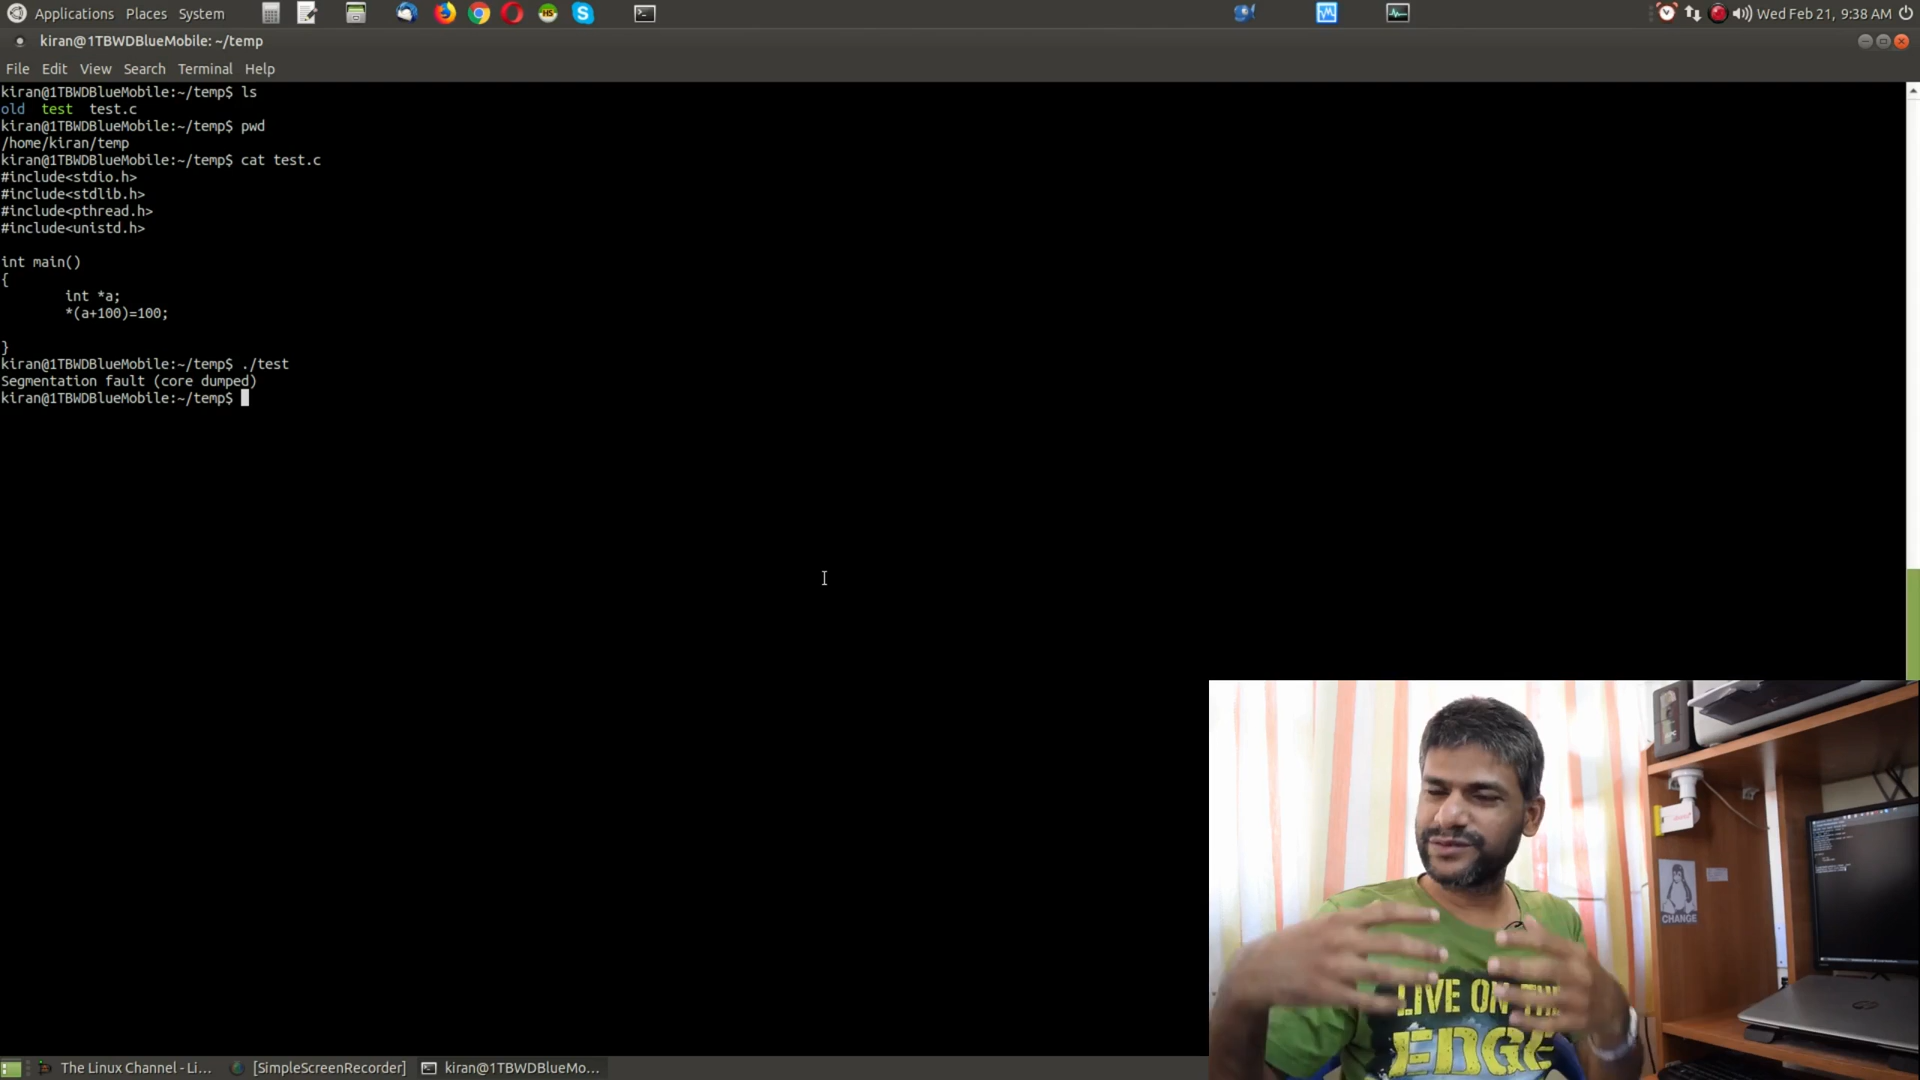 Applications Places System
Wed Feb 21, 9:38 AM
kiran@1TBWDBlueMobile: ~/temp
File Edit View Search Terminal Help
kiran@1TBWDBlueMobile:~/temp$ ls
old test test.c
kiran@1TBWDBlueMobile:~/temp$ pwd
/home/kiran/temp
kiran@1TBWDBlueMobile:~/temp$ cat test.c
#include<stdio.h>
#include<stdlib.h>
#include<pthread.h>
#include<unistd.h>
int main()
{
int *a;
*(a+100)=100;
}
kiran@1TBWDBlueMobile:~/temp$ ./test
Segmentation fault (core dumped)
kiran@1TBWDBlueMobile:~/temp$
CHANGE
LIVE ON THE
EDGE
The Linux Channel - Li...
[SimpleScreenRecorder]
kiran@1TBWDBlueMo...